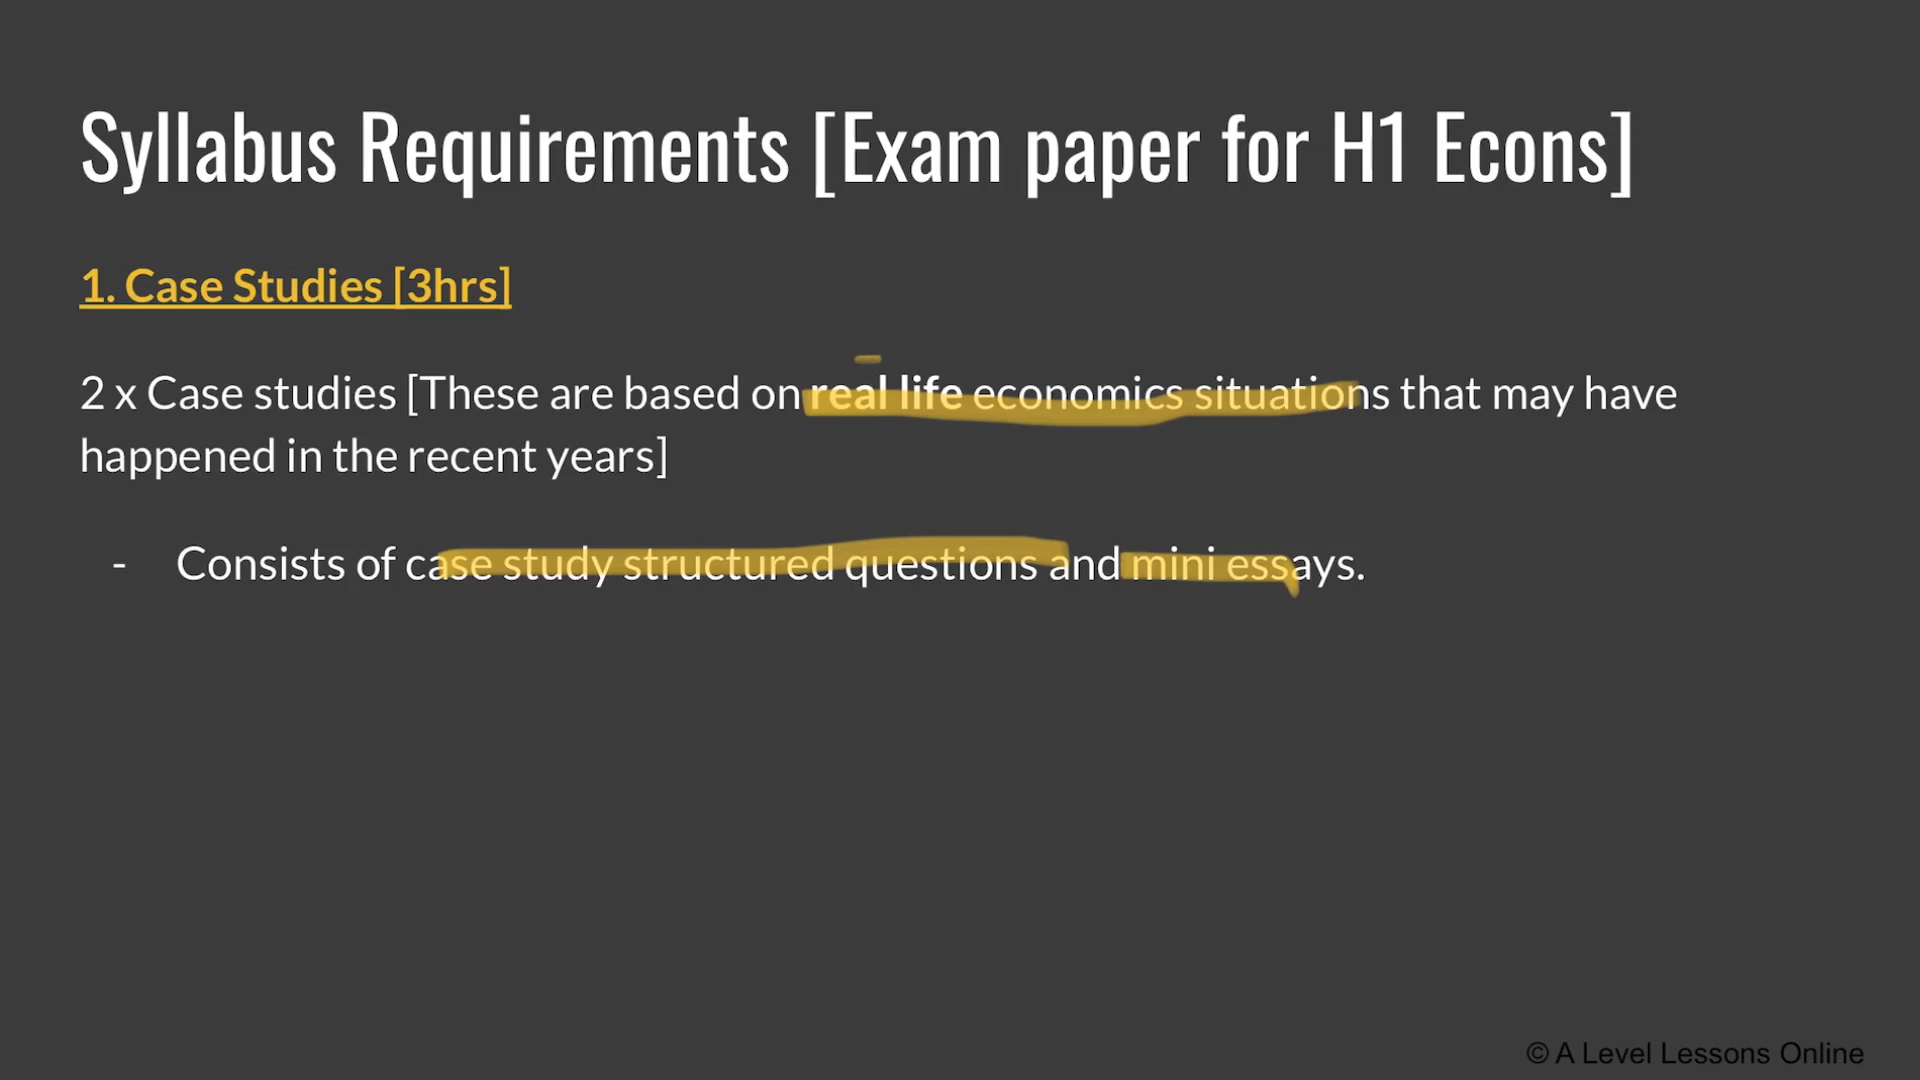 Syllabus Requirements [Exam paper for H1 Econs]
1. Case Studies [3hrs]
2 x Case studies [These are based on real life economics situations that may have
happened in the recent years]
- Consists of case study structured questions and mini essays.
© A Level Lessons Online